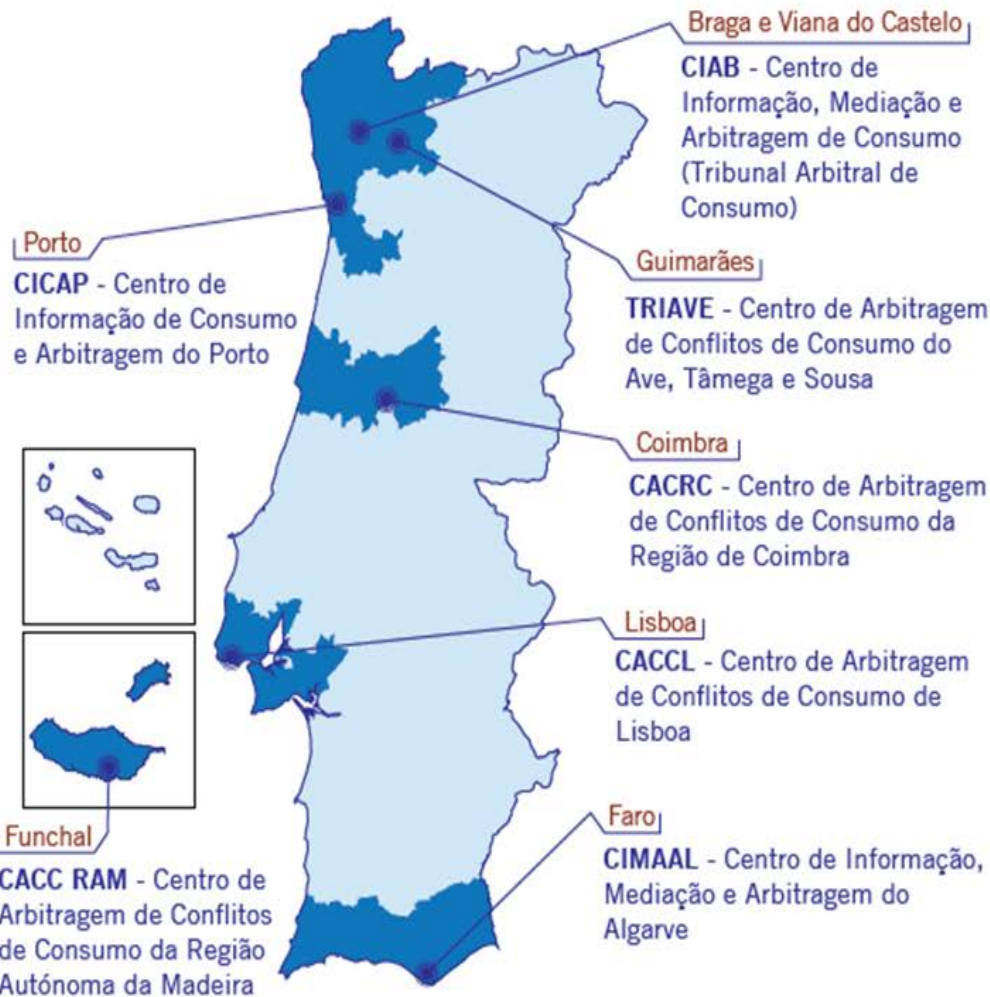 Braga e Viana do Castelo
CIAB - Centro de
Informação, Mediação e
Arbitragem de Consumo
(Tribunal Arbitral de
Consumo)
Porto
CICAP - Centro de
Informação de Consumo
e Arbitragem do Porto
Guimarães
TRIAVE - Centro de Arbitragem
de Conflitos de Consumo do
Ave, Tâmega e Sousa
Coimbra
CACRC - Centro de Arbitragem
de Conflitos de Consumo da
Região de Coimbra
Lisboa
CACCL - Centro de Arbitragem
de Conflitos de Consumo de
Lisboa
Funchal
CACC RAM - Centro de
Arbitragem de Conflitos
de Consumo da Região
Autónoma da Madeira
Faro
CIMAAL - Centro de Informação,
Mediação e Arbitragem do
Algarve